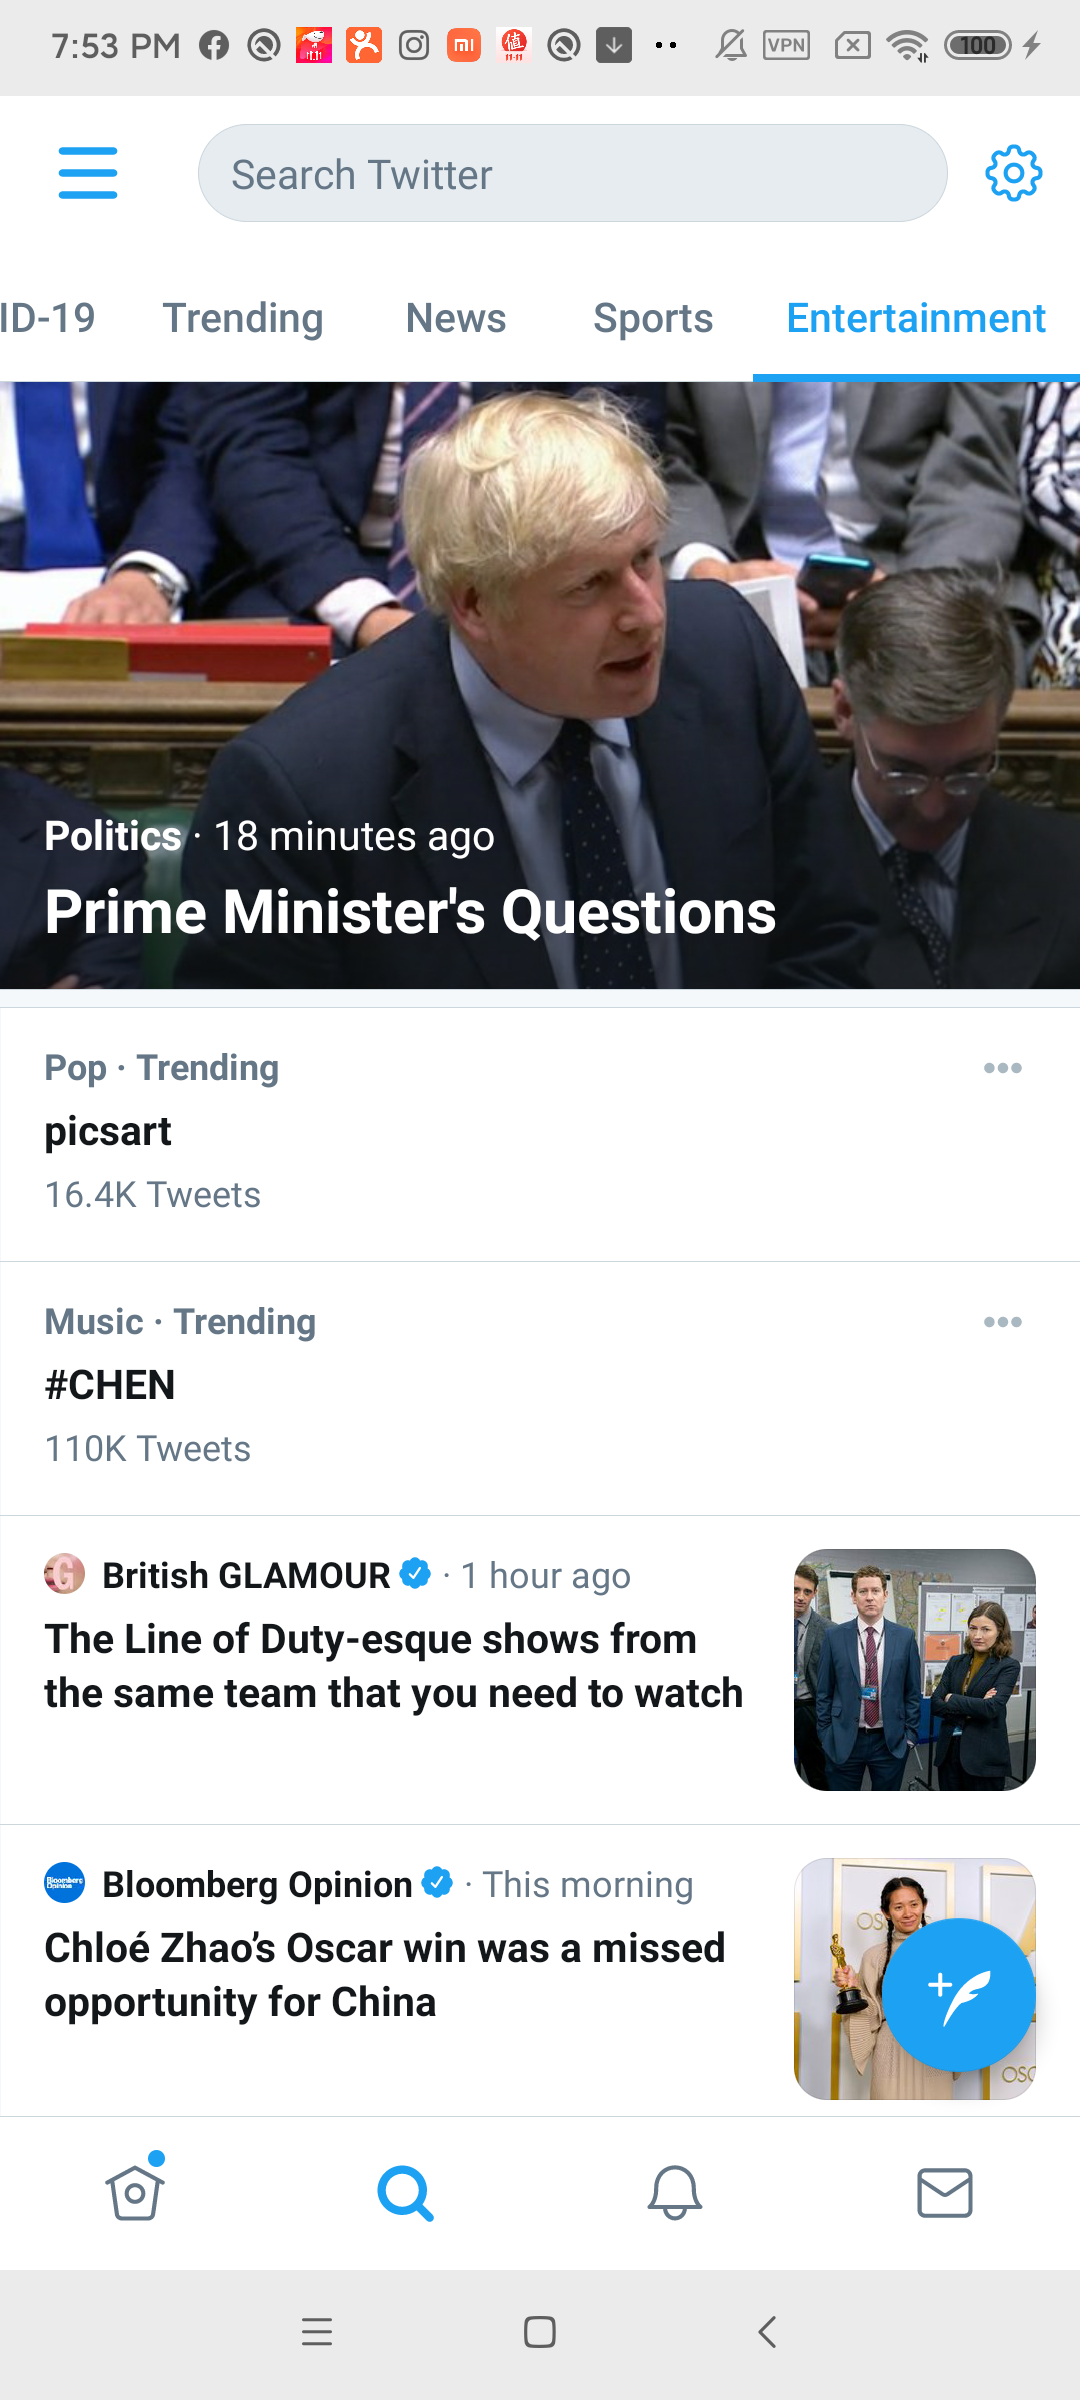 7:53 PM
VPN
100
Search Twitter
ID-19
Trending
News
Sports
Entertainment
Politics · 18 minutes ago
Prime Minister's Questions
Pop · Trending
picsart
16.4K Tweets
Music · Trending
#CHEN
110K Tweets
British GLAMOUR · 1 hour ago
The Line of Duty-esque shows from
the same team that you need to watch
Bloomberg Opinion · This morning
Chloé Zhao’s Oscar win was a missed
opportunity for China